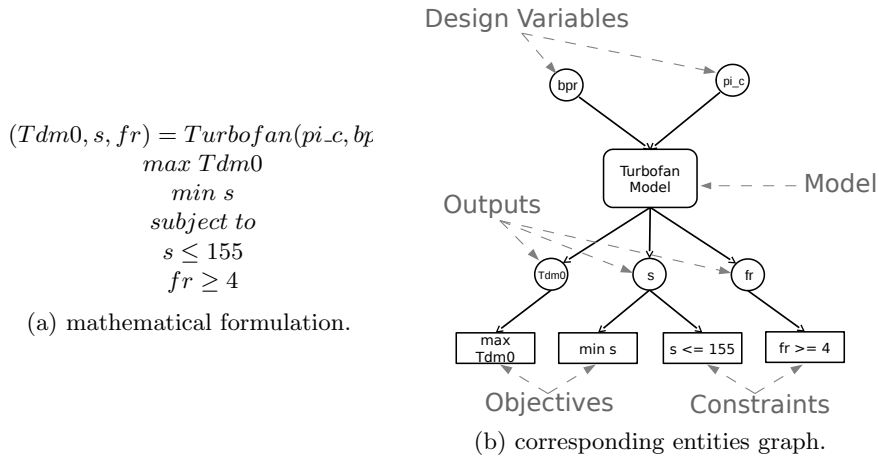 (Tdm0, s, fr) = Turbofan(pi_c, bp
max Tdm0
min s
subject to
s ≤ 155
fr ≥ 4
(a) mathematical formulation.
Design Variables
bpr
pi_c
Turbofan
Model
Model
Outputs
Tdm0
s
fr
max
Tdm0
min s
s <= 155
fr >= 4
Objectives
Constraints
(b) corresponding entities graph.